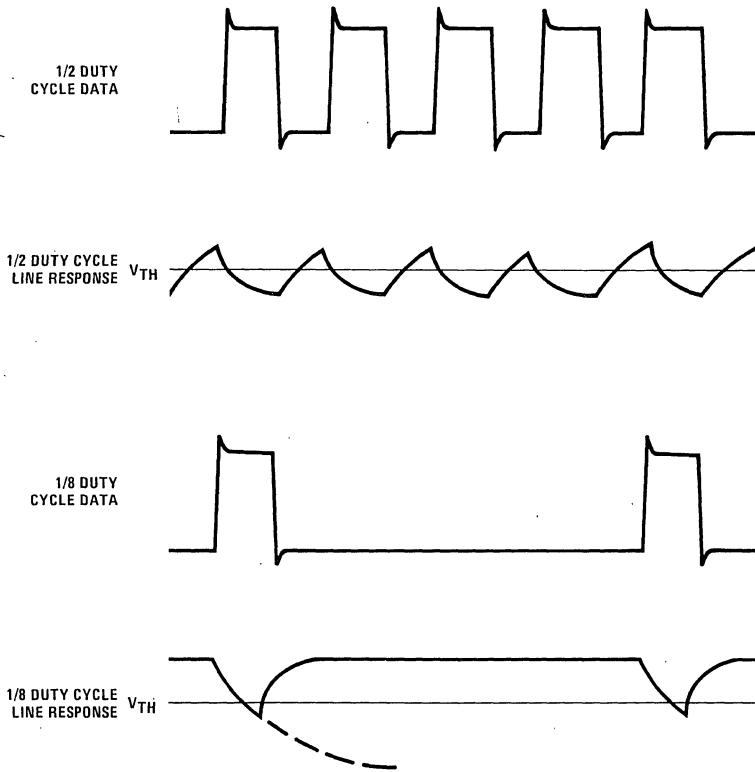 1/2 DUTY
CYCLE DATA
1/2 DUTY CYCLE
LINE RESPONSE
VTH
1/8 DUTY
CYCLE DATA
1/8 DUTY CYCLE
LINE RESPONSE
VTH